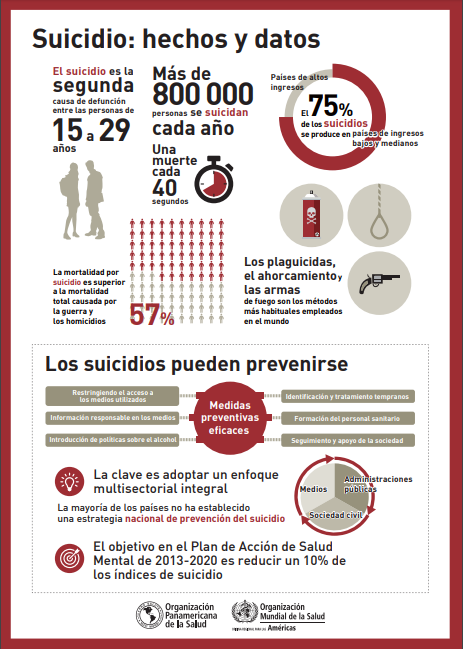 Suicidio: hechos y datos
El suicidio es la
segunda
causa de defunción
entre las personas de
15 a 29
años
Más de
800 000
personas se suicidan
cada año
Una
muerte
cada
40
segundos
Países de altos
ingresos
El 75%
de los suicidios
se produce en países de ingresos
bajos y medianos
La mortalidad por
suicidio es superior
a la mortalidad
total causada por
la guerra y
los homicidios
57%
Los plaguicidas,
el ahorcamiento y
las armas
de fuego son los métodos
más habituales empleados
en el mundo
Los suicidios pueden prevenirse
Restringiendo el acceso a
los medios utilizados
Información responsable en los medios
Introducción de políticas sobre el alcohol
Medidas
preventivas
eficaces
Identificación y tratamiento tempranos
Formación del personal sanitario
Seguimiento y apoyo de la sociedad
La clave es adoptar un enfoque
multisectorial integral
La mayoría de los países no ha establecido
una estrategia nacional de prevención del suicidio
Medios
Administraciones
públicas
Sociedad civil
El objetivo en el Plan de Acción de Salud
Mental de 2013-2020 es reducir un 10% de
los índices de suicidio
Organización
Panamericana
de la Salud
Organización
Mundial de la Salud
Américas